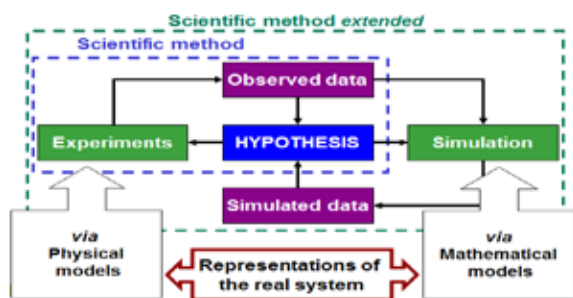 Scientific method extended
Scientific method
Observed data
Experiments
HYPOTHESIS
Simulation
Simulated data
via
Physical
models
Representations of
the real system
via
Mathematical
models